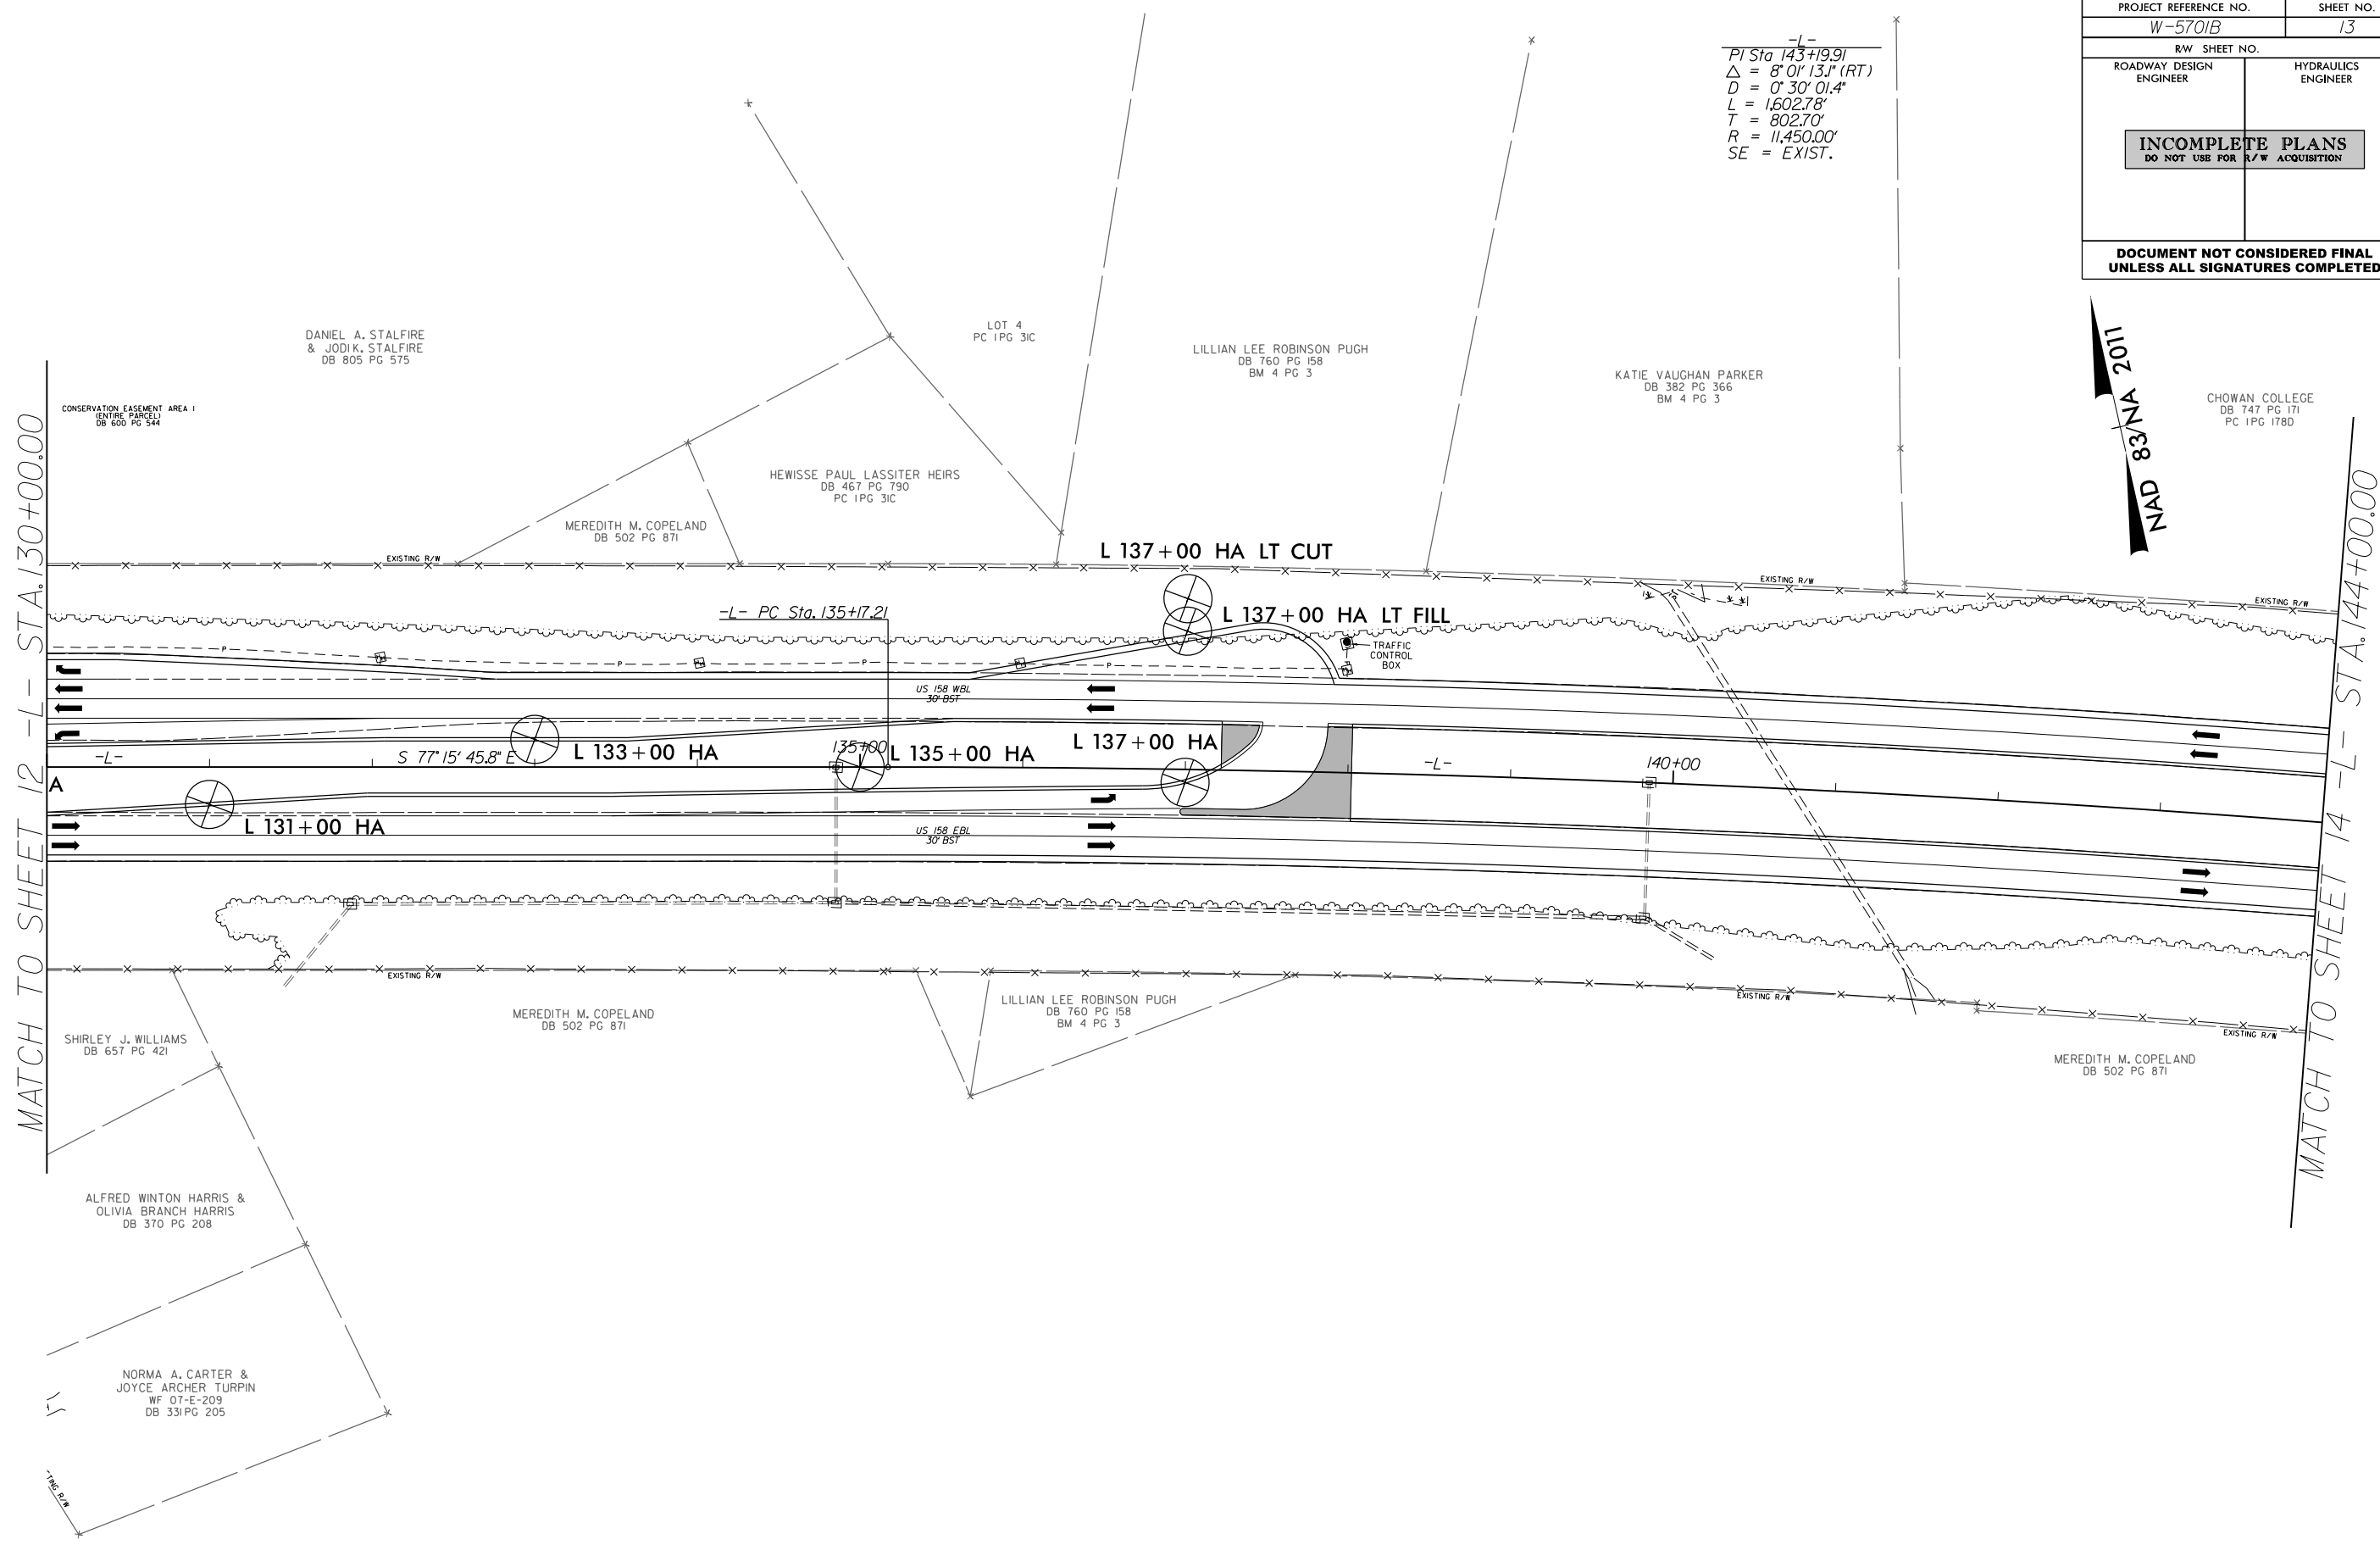 PROJECT REFERENCE NO.
SHEET NO.
W-5701B
13
RW SHEET NO.
ROADWAY DESIGN
ENGINEER
HYDRAULICS
ENGINEER
INCOMPLETE PLANS
DO NOT USE FOR R/W ACQUISITION
DOCUMENT NOT CONSIDERED FINAL
UNLESS ALL SIGNATURES COMPLETED
-L-
PI Sta 143+19.91
Δ = 8° 01' 13.1" (RT)
D = 0° 30' 01.4"
L = 1,602.78'
T = 802.70'
R = 11,450.00'
SE = EXIST.
NAD 83/NA 2011
DANIEL A. STALFIRE
& JODI K. STALFIRE
DB 805 PG 575
CONSERVATION EASEMENT AREA 1
(ENTIRE PARCEL)
DB 600 PG 544
LOT 4
PC 1 PG 31C
LILLIAN LEE ROBINSON PUGH
DB 760 PG 158
BM 4 PG 3
KATIE VAUGHAN PARKER
DB 382 PG 366
BM 4 PG 3
CHOWAN COLLEGE
DB 747 PG 171
PC 1 PG 178D
HEWISSE PAUL LASSITER HEIRS
DB 467 PG 790
PC 1 PG 31C
MEREDITH M. COPELAND
DB 502 PG 871
MATCH TO SHEET 12 -L- STA. 130+00.00
MATCH TO SHEET 14 -L- STA. 144+00.00
EXISTING R/W
EXISTING R/W
EXISTING R/W
L 137+00 HA LT CUT
L 137+00 HA LT FILL
-L- PC Sta. 135+17.21
P
P
P
P
TRAFFIC
CONTROL
BOX
US 158 WBL
30' BST
-L-
S 77° 15' 45.8" E
L 133+00 HA
135+00
L 135+00 HA
L 137+00 HA
-L-
140+00
A
L 131+00 HA
US 158 EBL
30' BST
EXISTING R/W
EXISTING R/W
EXISTING R/W
SHIRLEY J. WILLIAMS
DB 657 PG 421
MEREDITH M. COPELAND
DB 502 PG 871
LILLIAN LEE ROBINSON PUGH
DB 760 PG 158
BM 4 PG 3
MEREDITH M. COPELAND
DB 502 PG 871
ALFRED WINTON HARRIS &
OLIVIA BRANCH HARRIS
DB 370 PG 208
NORMA A. CARTER &
JOYCE ARCHER TURPIN
WF 07-E-209
DB 331 PG 205
TING R/W